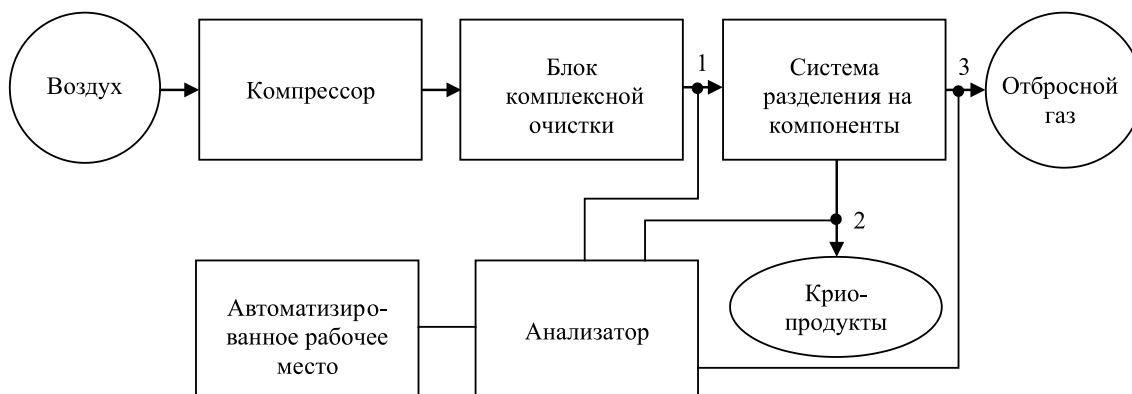 Воздух
Компрессор
Блок
комплексной
очистки
1
Система
разделения на
компоненты
3
Отбросной
газ
2
Автоматизиро-
ванное рабочее
место
Анализатор
Крио-
продукты